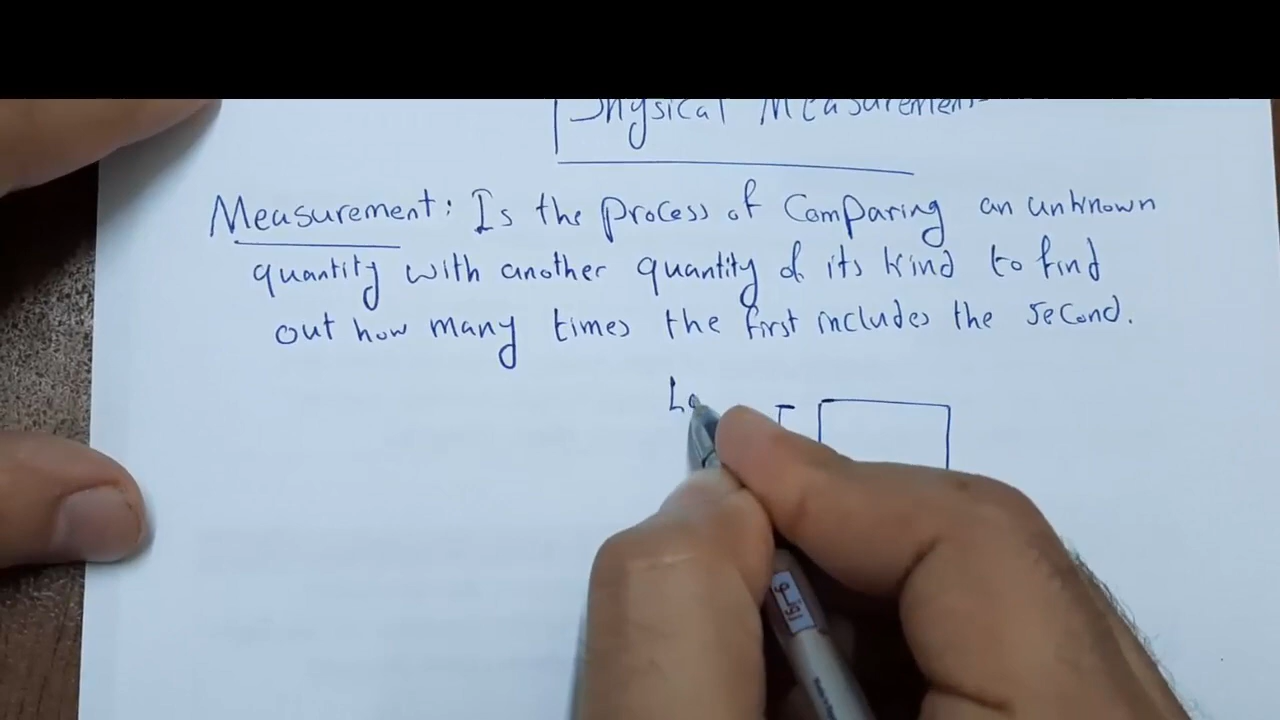 Physical Measurement
Measurement: Is the process of comparing an unknown
quantity with another quantity of its kind to find
out how many times the first includes the second.